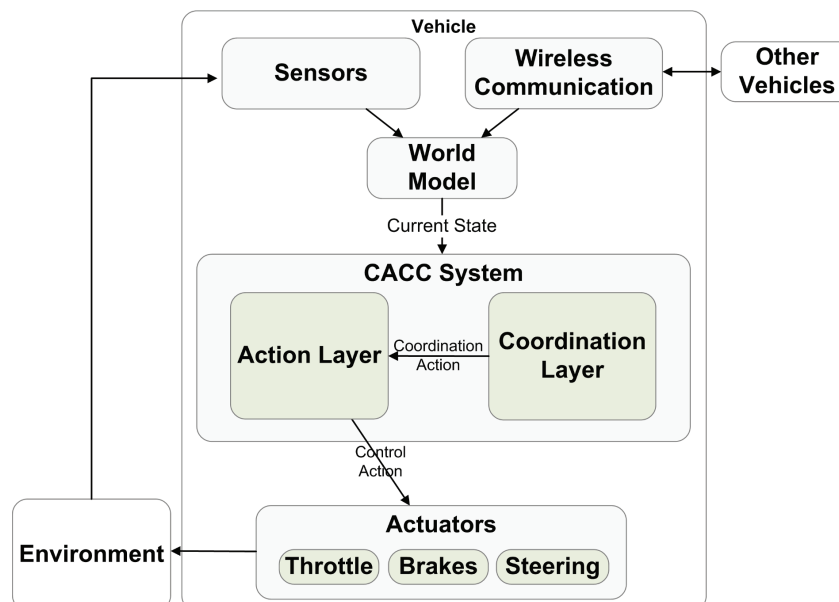 Vehicle
Sensors
Wireless
Communication
Other
Vehicles
World
Model
Current State
CACC System
Action Layer
Coordination
Action
Coordination
Layer
Control
Action
Actuators
Throttle
Brakes
Steering
Environment